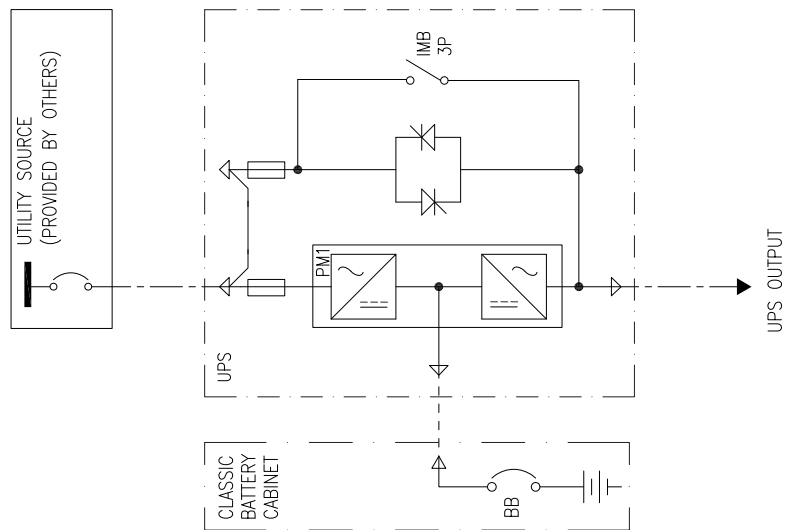 UTILITY SOURCE
(PROVIDED BY OTHERS)
IMB
3P
PM1
UPS
UPS OUTPUT
CLASSIC
BATTERY
CABINET
BB